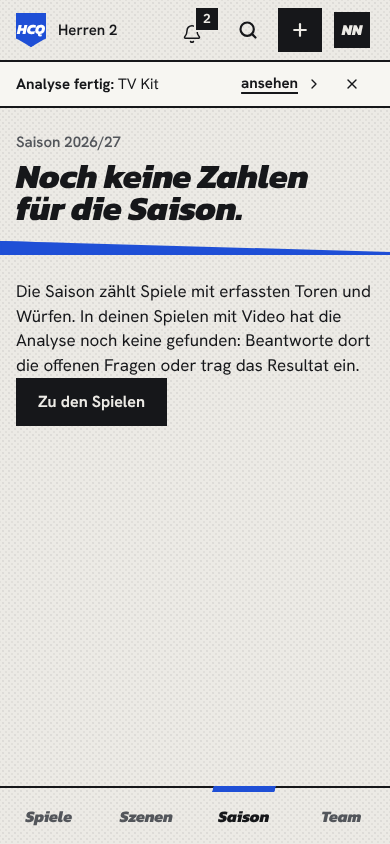 HCQ Herren 2 2 + NN
Analyse fertig: TV Kit ansehen
Saison 2026/27
Noch keine Zahlen
für die Saison.
Die Saison zählt Spiele mit erfassten Toren und
Würfen. In deinen Spielen mit Video hat die
Analyse noch keine gefunden: Beantworte dort
die offenen Fragen oder trag das Resultat ein.
Zu den Spielen
Spiele Szenen Saison Team